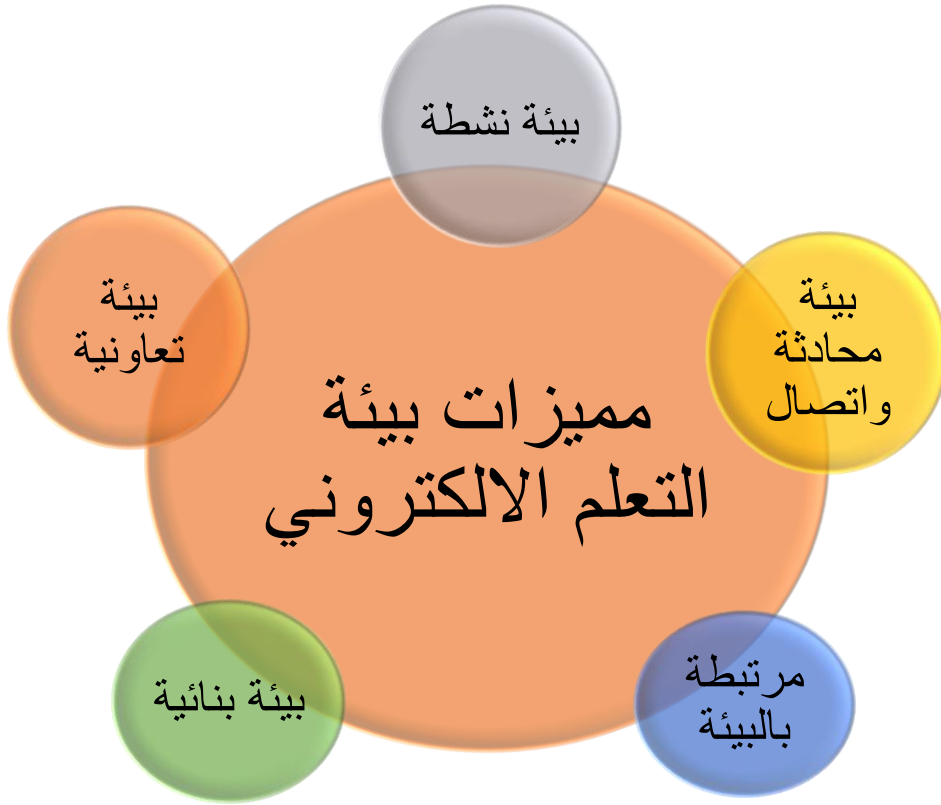 بيئة نشطة
بيئة
محادثة
واتصال
مرتبطة
بالبيئة
بيئة بنائية
بيئة
تعاونية
مميزات بيئة
التعلم الالكتروني